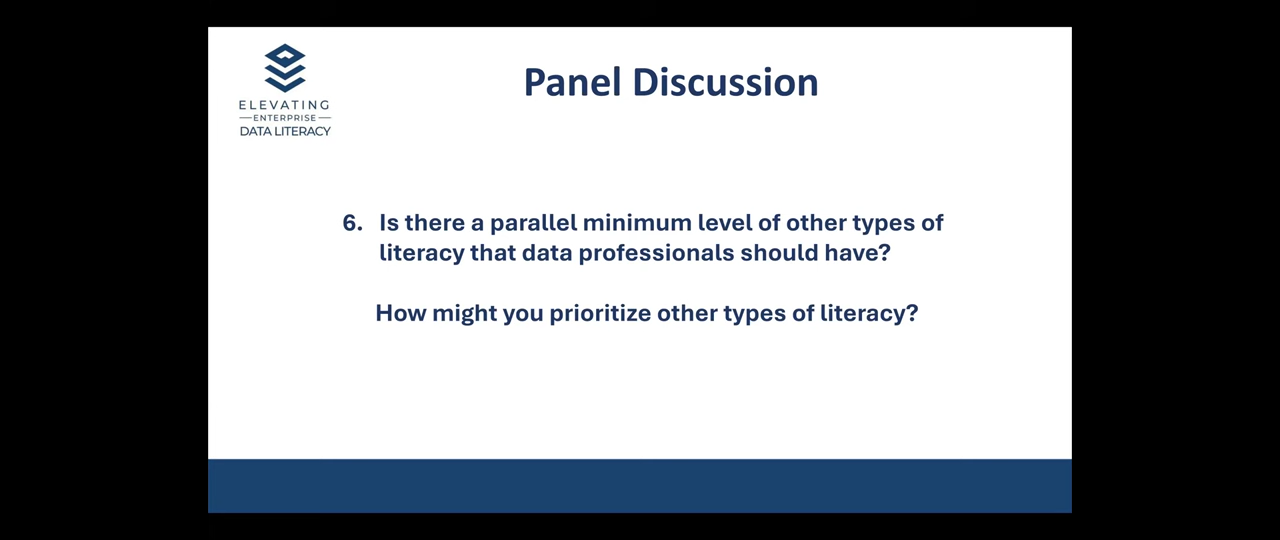 ELEVATING
ENTERPRISE
DATA LITERACY
Panel Discussion
6. Is there a parallel minimum level of other types of
literacy that data professionals should have?
How might you prioritize other types of literacy?